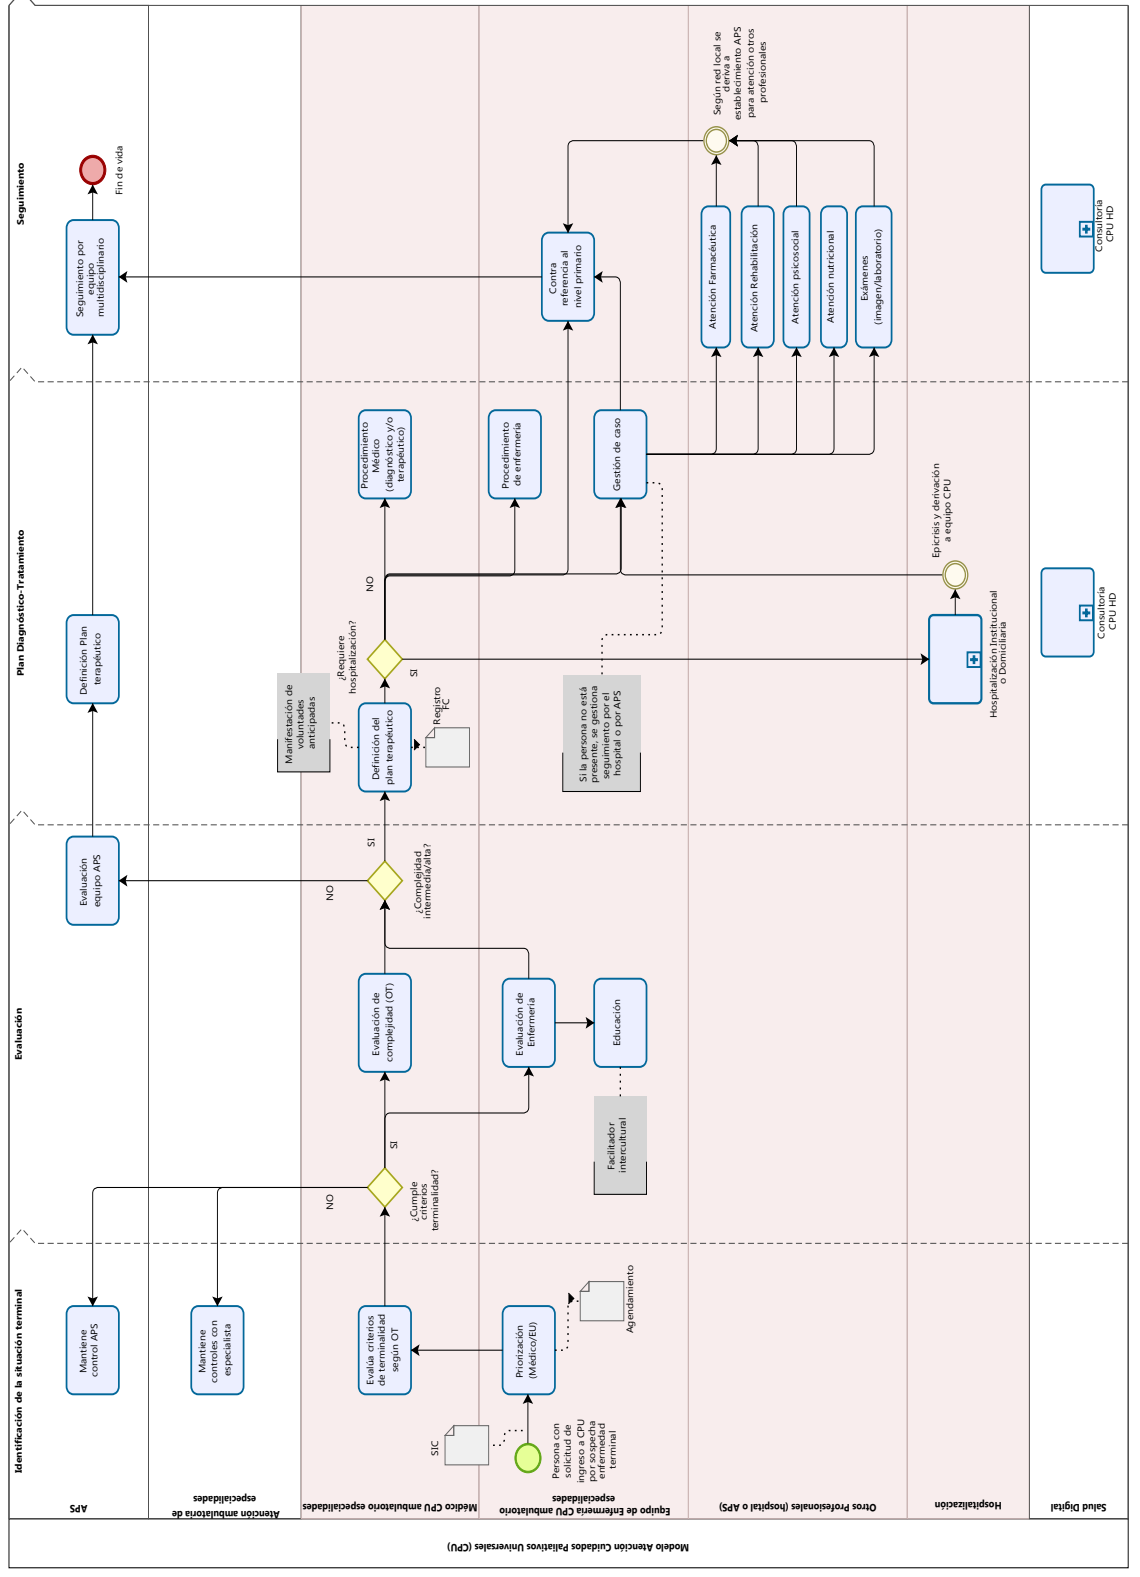 Modelo Atención Cuidados Paliativos Universales (CPU)
Identificación de la situación terminal
Evaluación
Plan Diagnóstico-Tratamiento
Seguimiento
APS
Mantiene
control APS
Evaluación
equipo APS
Definición Plan
terapéutico
Seguimiento por
equipo
multidisciplinario
Fin de vida
Atención ambulatoria de
especialidades
Mantiene
controles con
especialista
Médico CPU ambulatorio especialidades
Evalúa criterios
de terminalidad
según OT
¿Cumple
criterios
terminalidad?
NO
SI
Evaluación de
complejidad (OT)
¿Complejidad
intermedia/alta?
NO
SI
Manifestación de
voluntades
anticipadas
Definición del
plan terapéutico
Registro
FC
¿Requiere
hospitalización?
SI
NO
Procedimiento
Médico
(diagnóstico y/o
terapéutico)
Equipo de Enfermería CPU ambulatorio
especialidades
SIC
Persona con
solicitud de
ingreso a CPU
por sospecha
enfermedad
terminal
Priorización
(Médico/EU)
Agendamiento
Evaluación de
Enfermería
Educación
Facilitador
intercultural
Si la persona no está
presente, se gestiona
seguimiento por el
hospital o por APS
Procedimiento
de enfermería
Gestión de caso
Contra
referencia al
nivel primario
Otros Profesionales (hospital o APS)
Atención Farmacéutica
Atención Rehabilitación
Atención psicosocial
Atención nutricional
Exámenes
(imagen/laboratorio)
Según red local se
deriva a
establecimiento APS
para atención otros
profesionales
Hospitalización
Hospitalización Institucional
o Domiciliaria
Epicrisis y derivación
a equipo CPU
Salud Digital
Consultoria
CPU HD
Consultoria
CPU HD